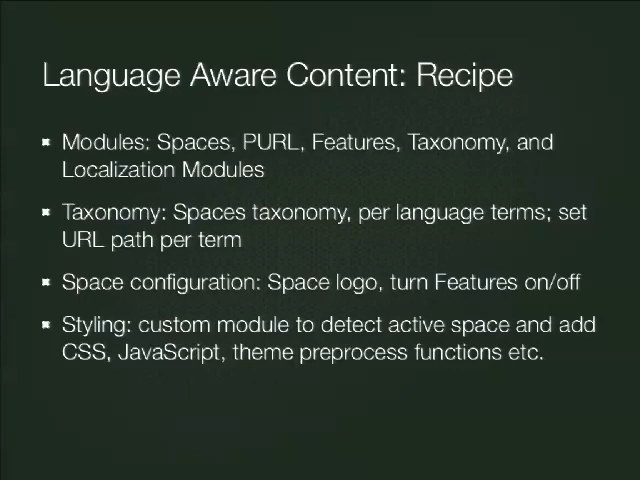 Language Aware Content: Recipe
Modules: Spaces, PURL, Features, Taxonomy, and
Localization Modules
Taxonomy: Spaces taxonomy, per language terms; set
URL path per term
Space configuration: Space logo, turn Features on/off
Styling: custom module to detect active space and add
CSS, JavaScript, theme preprocess functions etc.